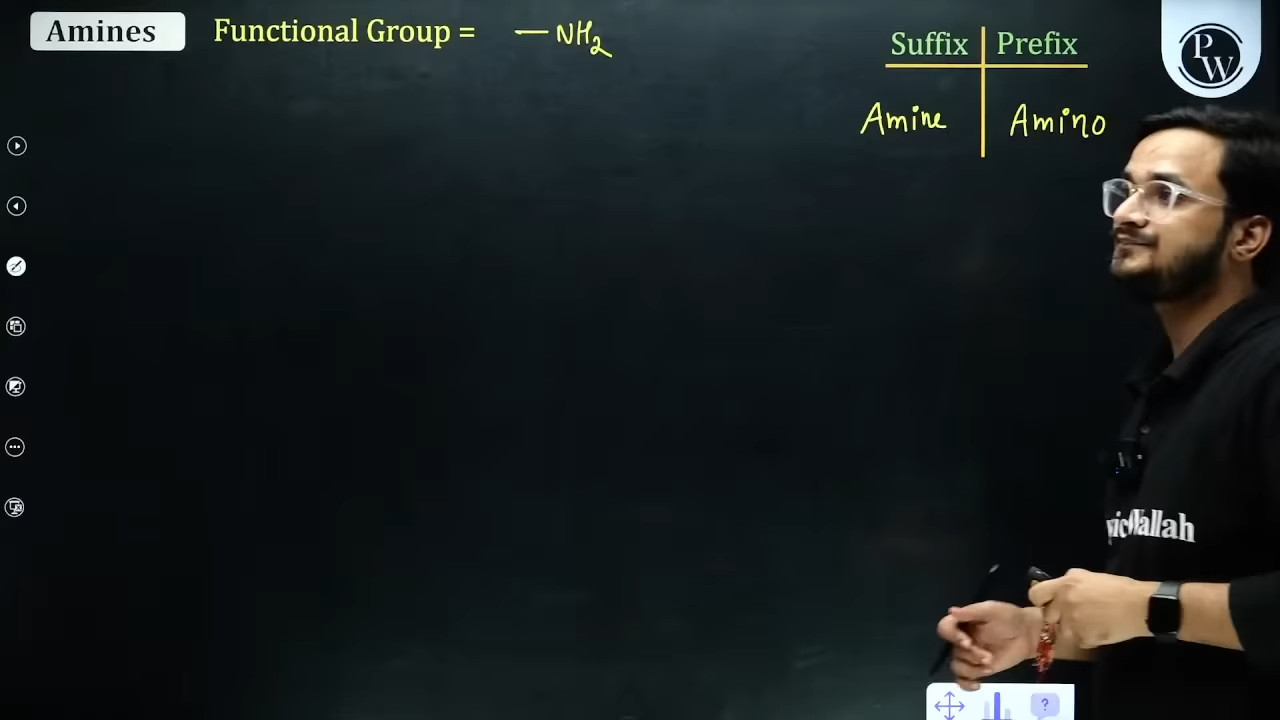 Amines Functional Group = — NH₂
Suffix Prefix
Amine Amino
PW
Wallah
?